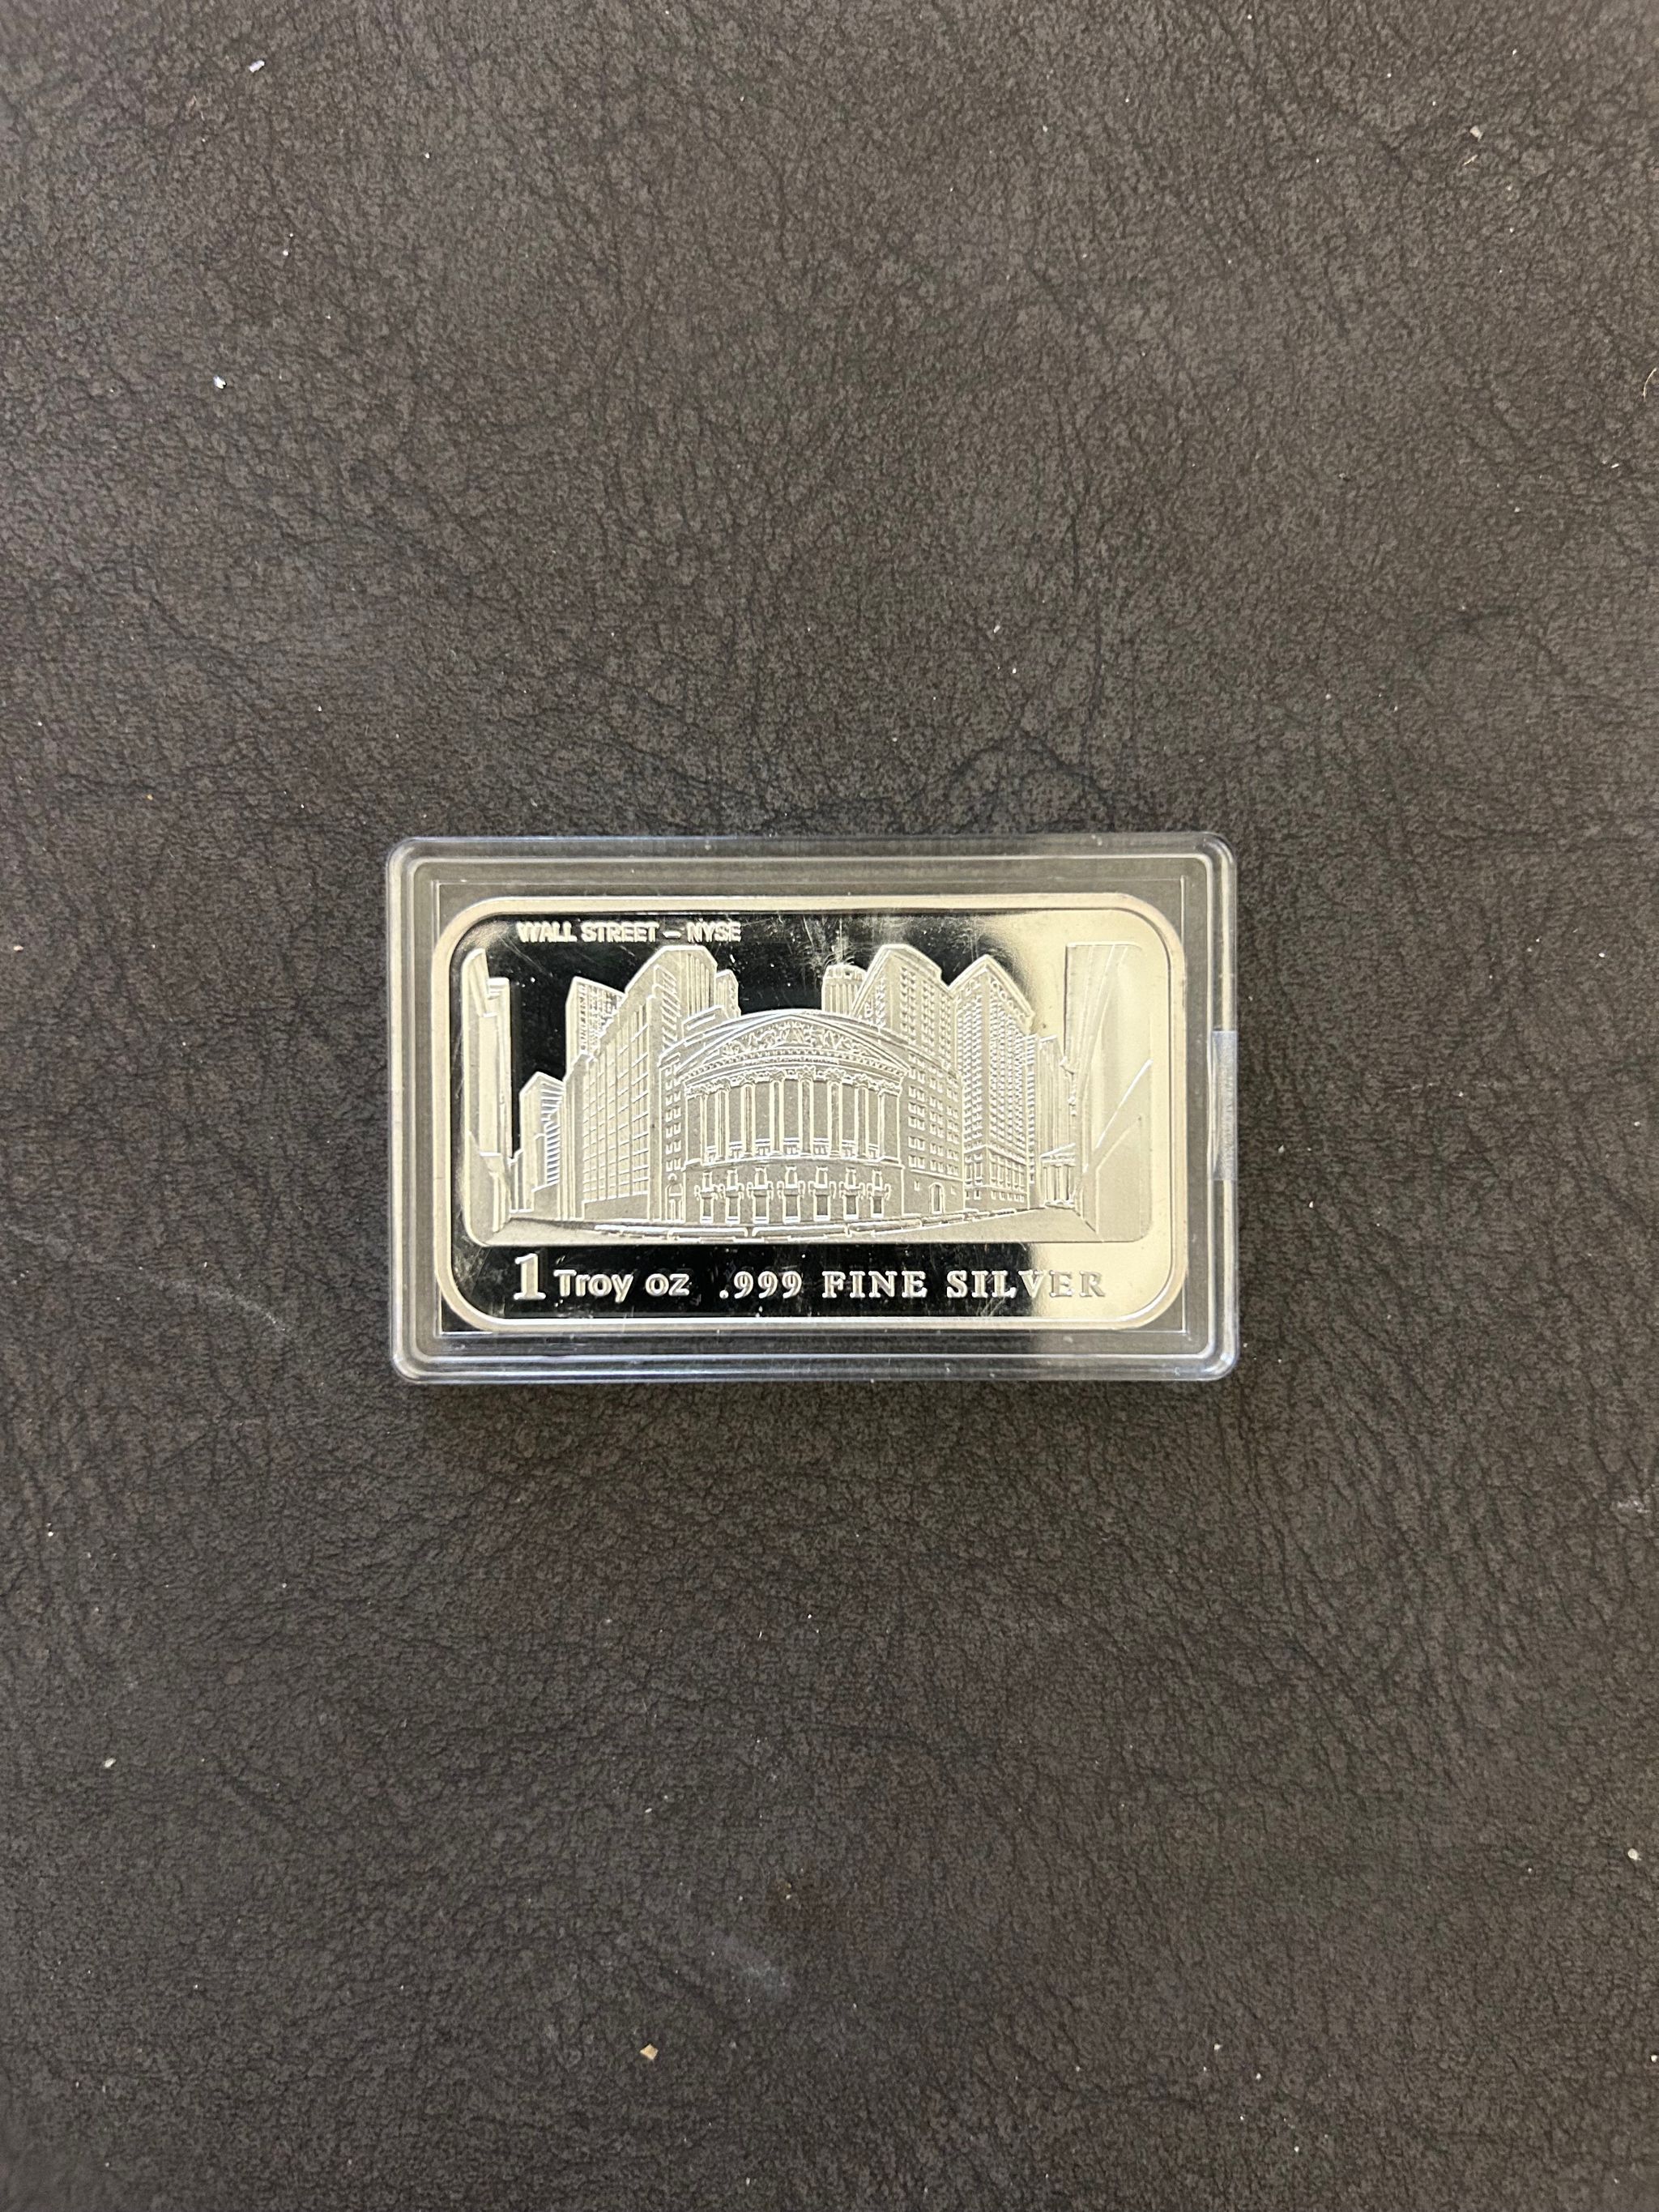 WALL STREET – NYSE
1 Troy oz .999 FINE SILVER